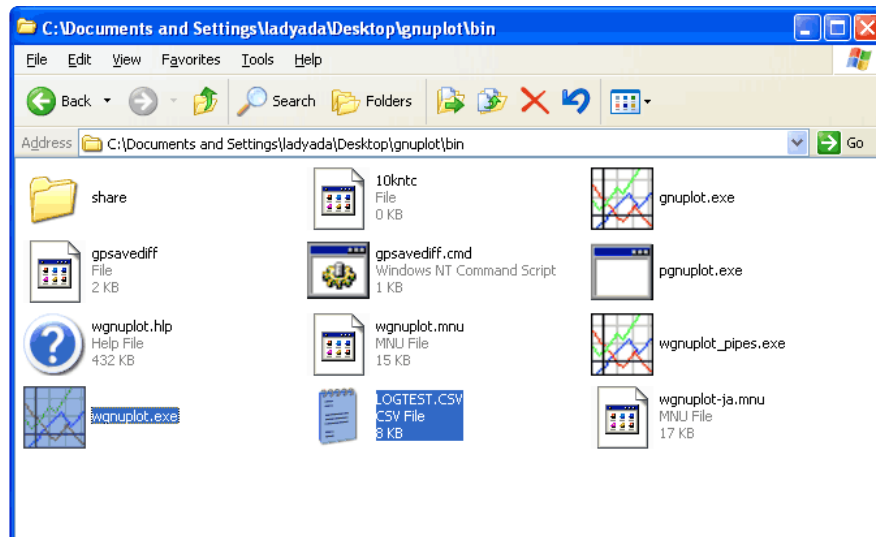 C:\Documents and Settings\ladyada\Desktop\gnuplot\bin
File Edit View Favorites Tools Help
Back Search Folders
Address C:\Documents and Settings\ladyada\Desktop\gnuplot\bin Go
share
10kntc
File
0 KB
gnuplot.exe
gpsavediff
File
2 KB
gpsavediff.cmd
Windows NT Command Script
1 KB
pgnuplot.exe
wgnuplot.hlp
Help File
432 KB
wgnuplot.mnu
MNU File
15 KB
wgnuplot_pipes.exe
wgnuplot.exe
LOGTEST.CSV
CSV File
8 KB
wgnuplot-ja.mnu
MNU File
17 KB